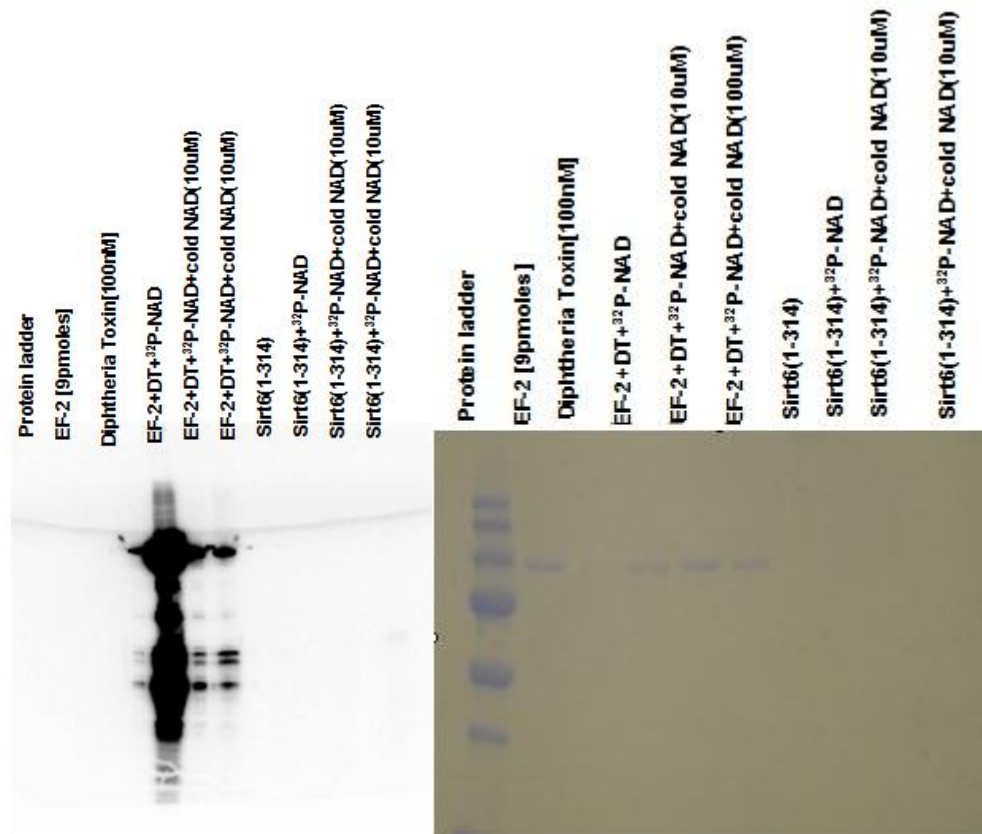 Protein ladder
EF-2 [9pmoles]
Diphtheria Toxin[100nM]
EF-2+DT+³²P-NAD
EF-2+DT+³²P-NAD+cold NAD(10uM)
EF-2+DT+³²P-NAD+cold NAD(10uM)
Sirt6(1-314)
Sirt6(1-314)+³²P-NAD
Sirt6(1-314)+³²P-NAD+cold NAD(10uM)
Sirt6(1-314)+³²P-NAD+cold NAD(10uM)
Protein ladder
EF-2 [9pmoles]
Diphtheria Toxin[100nM]
EF-2+DT+³²P-NAD
EF-2+DT+³²P-NAD+cold NAD(10uM)
EF-2+DT+³²P-NAD+cold NAD(100uM)
Sirt6(1-314)
Sirt6(1-314)+³²P-NAD
Sirt6(1-314)+³²P-NAD+cold NAD(10uM)
Sirt6(1-314)+³²P-NAD+cold NAD(10uM)